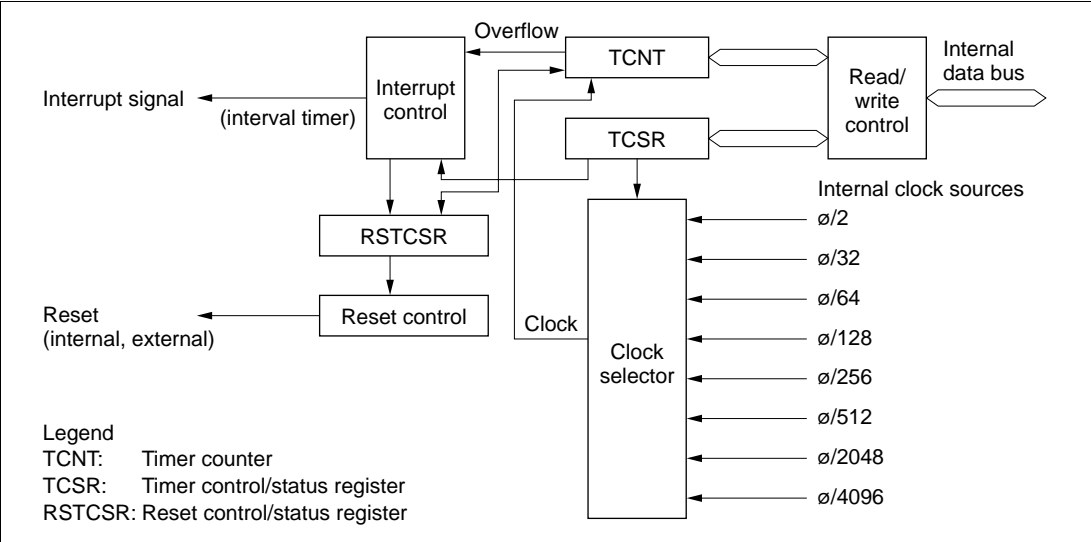 Overflow
TCNT
Interrupt
control
Read/
write
control
Internal
data bus
Interrupt signal
(interval timer)
TCSR
Internal clock sources
RSTCSR
ø/2
ø/32
ø/64
Reset
(internal, external)
Reset control
Clock
ø/128
Clock
selector
ø/256
ø/512
ø/2048
ø/4096
Legend
TCNT: Timer counter
TCSR: Timer control/status register
RSTCSR: Reset control/status register